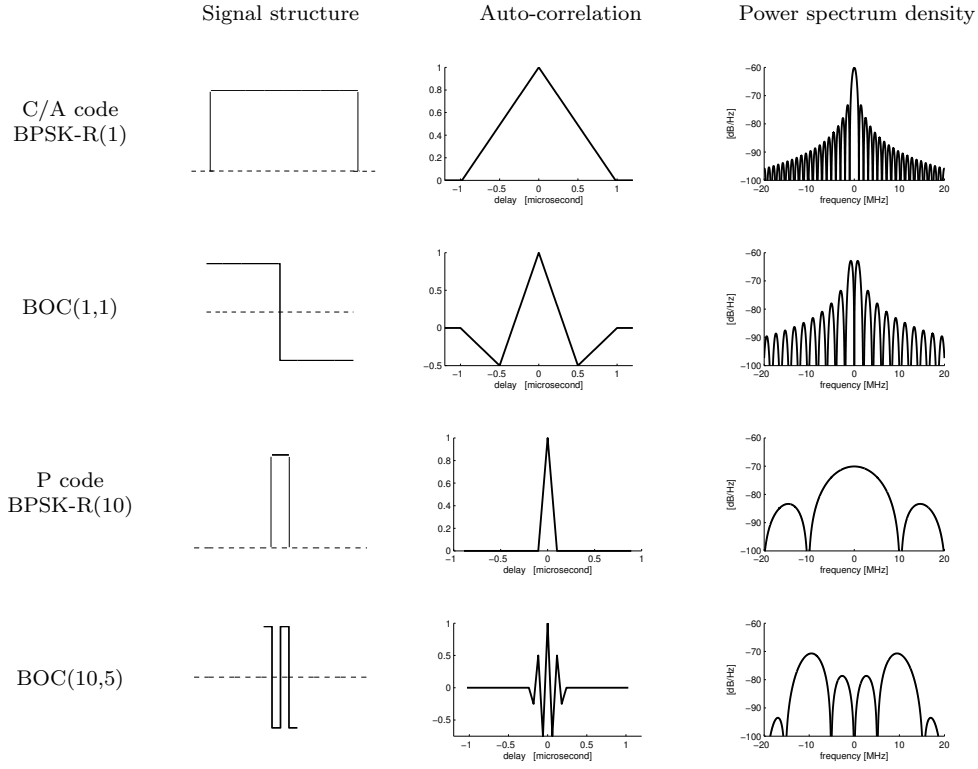 Signal structure Auto-correlation Power spectrum density
C/A code
BPSK-R(1)
1
0.8
0.6
0.4
0.2
0
−1 −0.5 0 0.5 1
delay [microsecond]
[dB/Hz]
−60
−70
−80
−90
−100
−20 −10 0 10 20
frequency [MHz]
BOC(1,1)
1
0.5
0
−0.5
−1 −0.5 0 0.5 1
delay [microsecond]
[dB/Hz]
−60
−70
−80
−90
−100
−20 −10 0 10 20
frequency [MHz]
P code
BPSK-R(10)
1
0.8
0.6
0.4
0.2
0
−1 −0.5 0 0.5 1
delay [microsecond]
[dB/Hz]
−60
−70
−80
−90
−100
−20 −10 0 10 20
frequency [MHz]
BOC(10,5)
1
0.5
0
−0.5
−1 −0.5 0 0.5 1
delay [microsecond]
[dB/Hz]
−60
−70
−80
−90
−100
−20 −10 0 10 20
frequency [MHz]